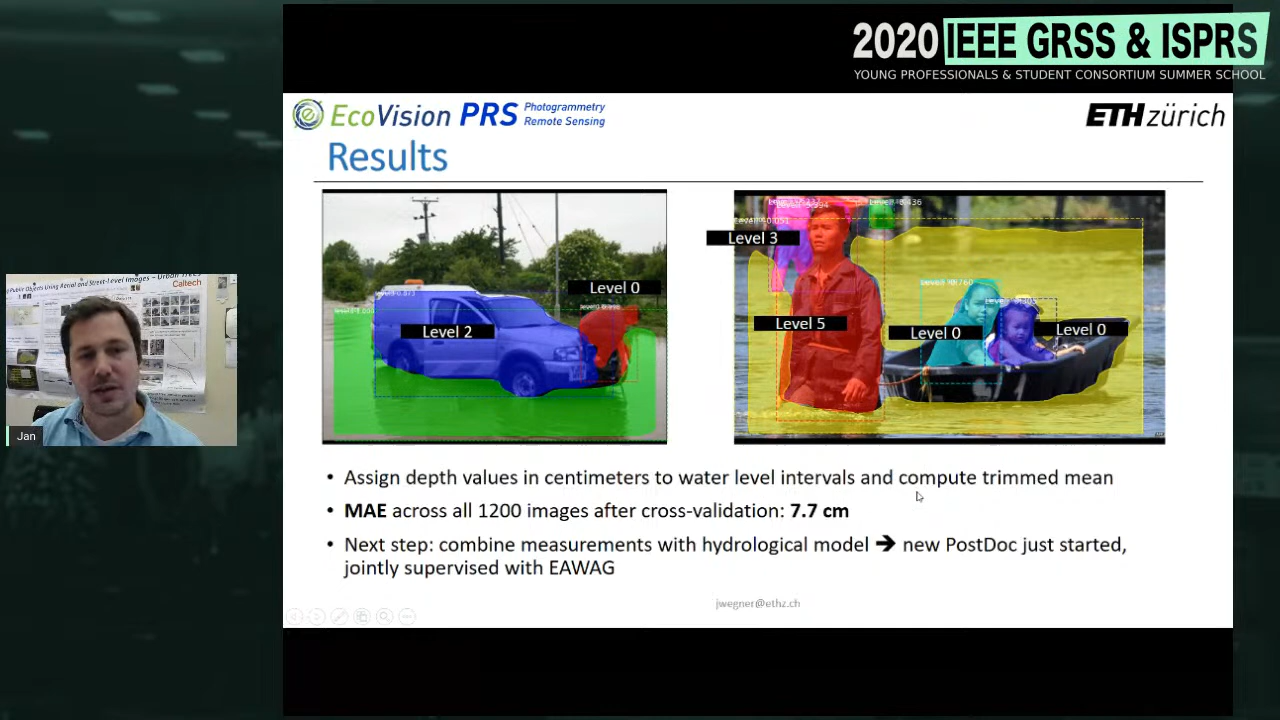 2020 IEEE GRSS & ISPRS
YOUNG PROFESSIONALS & STUDENT CONSORTIUM SUMMER SCHOOL
EcoVision PRS Photogrammetry
Remote Sensing
ETH zürich
Results
Level 0
Level 2
Level 3
Level 5
Level 0
Level 0
Caltech
Jan
• Assign depth values in centimeters to water level intervals and compute trimmed mean
• MAE across all 1200 images after cross-validation: 7.7 cm
• Next step: combine measurements with hydrological model ➔ new PostDoc just started,
jointly supervised with EAWAG
jwegner@ethz.ch